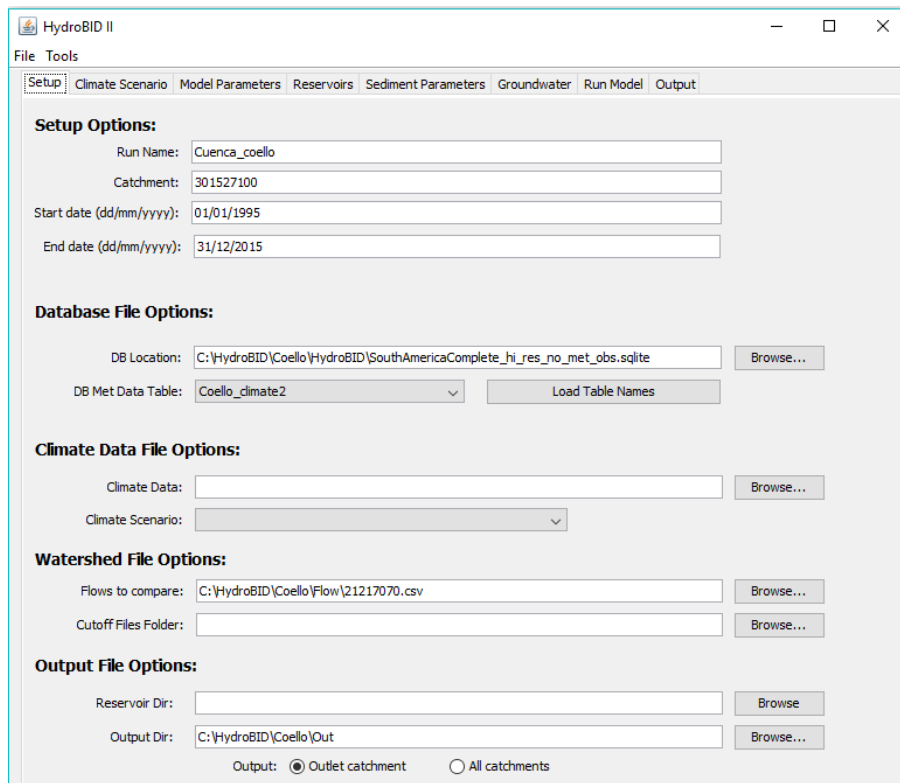 HydroBID II
File Tools
Setup Climate Scenario Model Parameters Reservoirs Sediment Parameters Groundwater Run Model Output
Setup Options:
Run Name: Cuenca_coello
Catchment: 301527100
Start date (dd/mm/yyyy): 01/01/1995
End date (dd/mm/yyyy): 31/12/2015
Database File Options:
DB Location: C:\HydroBID\Coello\HydroBID\SouthAmericaComplete_hi_res_no_met_obs.sqlite Browse...
DB Met Data Table: Coello_climate2 Load Table Names
Climate Data File Options:
Climate Data: Browse...
Climate Scenario:
Watershed File Options:
Flows to compare: C:\HydroBID\Coello\Flow\21217070.csv Browse...
Cutoff Files Folder: Browse...
Output File Options:
Reservoir Dir: Browse
Output Dir: C:\HydroBID\Coello\Out Browse...
Output: Outlet catchment All catchments